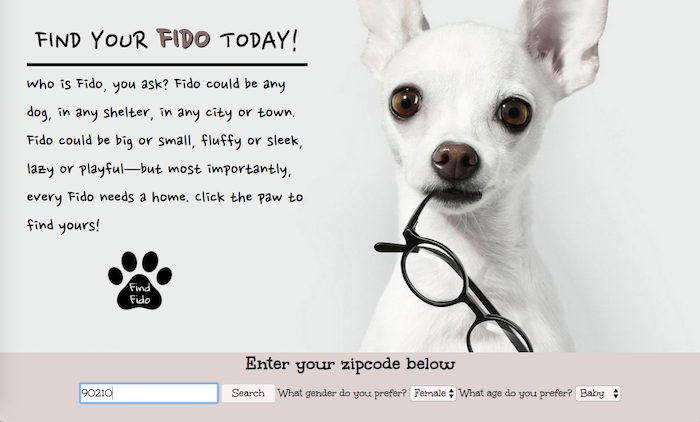 FIND YOUR FIDO TODAY!
Who is Fido, you ask? Fido could be any
dog, in any shelter, in any city or town.
Fido could be big or small, fluffy or sleek,
lazy or playful—but most importantly,
every Fido needs a home. Click the paw to
find yours!
Find
Fido
Enter your zipcode below
90210 Search What gender do you prefer? Female What age do you prefer? Baby